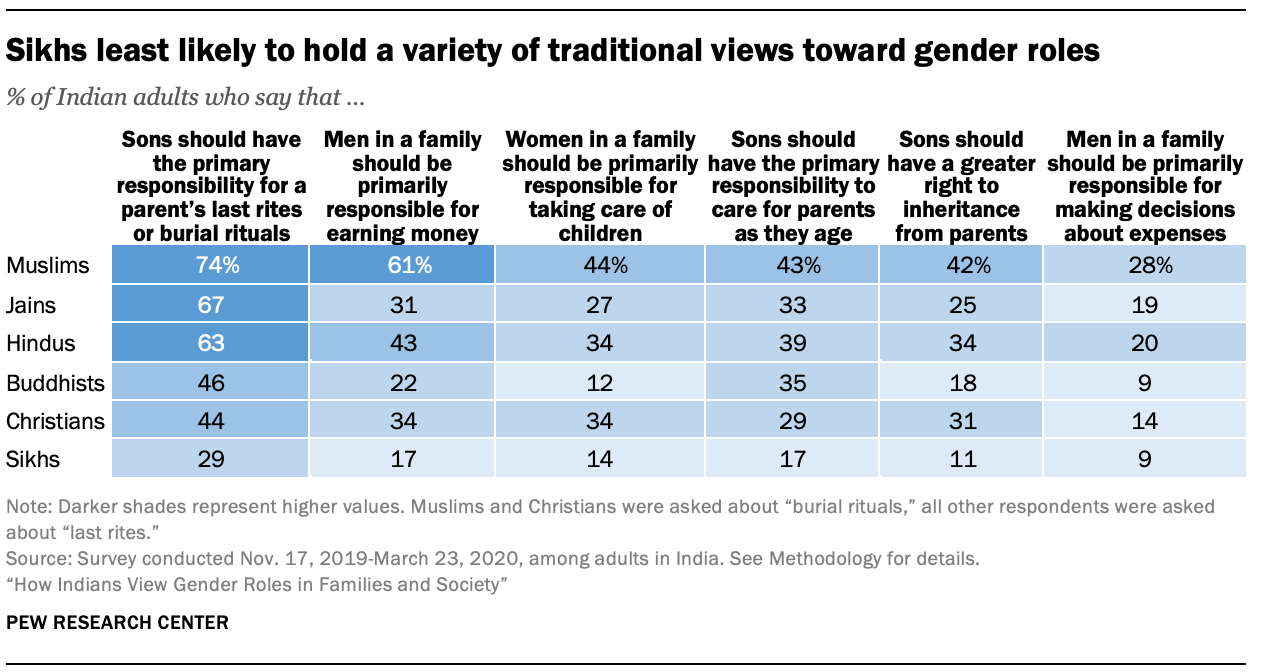 Sikhs least likely to hold a variety of traditional views toward gender roles
% of Indian adults who say that ...
Sons should have
the primary
responsibility for a
parent's last rites
or burial rituals
Men in a family
should be
primarily
responsible for
earning money
Women in a family
should be primarily
responsible for
taking care of
children
Sons should
have the primary
responsibility to
care for parents
as they age
Sons should
have a greater
right to
inheritance
from parents
Men in a family
should be primarily
responsible for
making decisions
about expenses
Muslims 74% 61% 44% 43% 42% 28%
Jains 67 31 27 33 25 19
Hindus 63 43 34 39 34 20
Buddhists 46 22 12 35 18 9
Christians 44 34 34 29 31 14
Sikhs 29 17 14 17 11 9
Note: Darker shades represent higher values. Muslims and Christians were asked about “burial rituals,” all other respondents were asked
about “last rites.”
Source: Survey conducted Nov. 17, 2019-March 23, 2020, among adults in India. See Methodology for details.
“How Indians View Gender Roles in Families and Society”
PEW RESEARCH CENTER